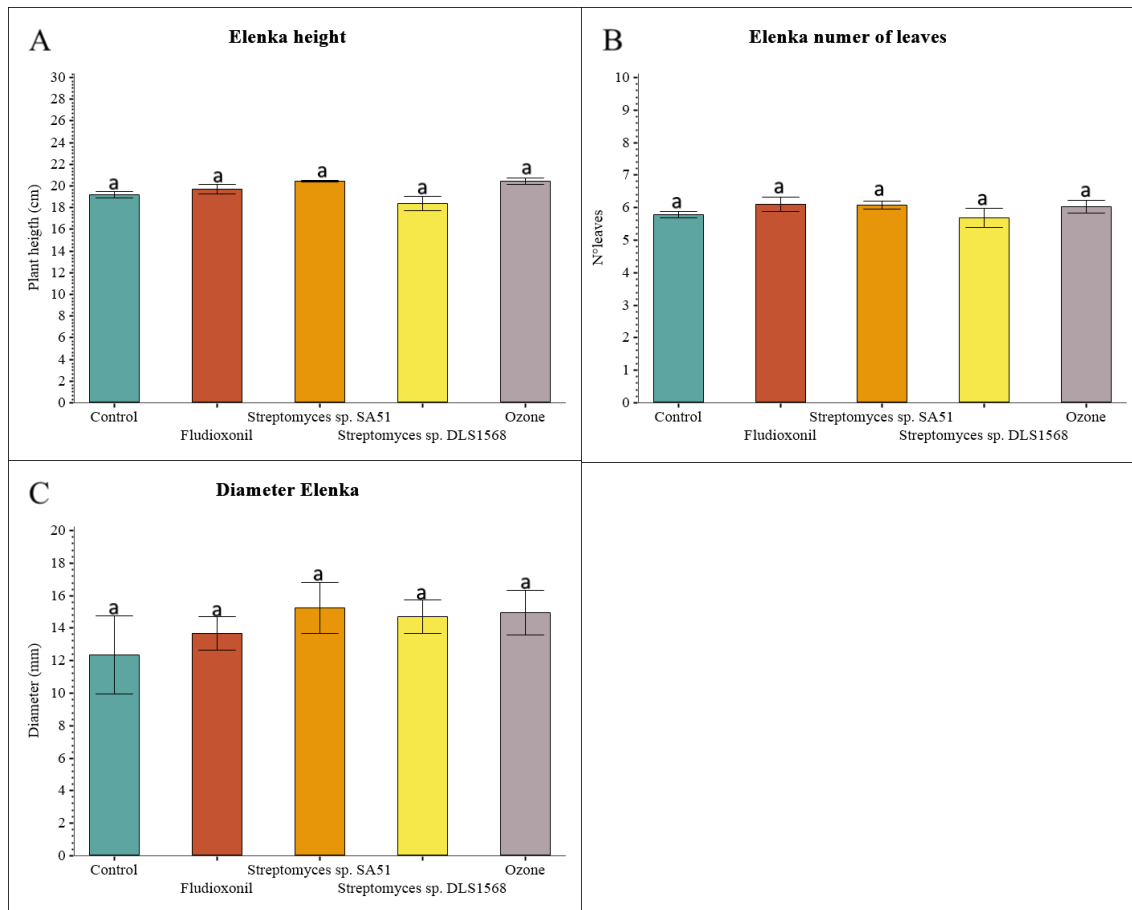 A
Elenka height
Plant heigth (cm)
30
28
26
24
22
20
18
16
14
12
10
8
6
4
2
0
a
a
a
a
a
Control
Streptomyces sp. SA51
Ozone
Fludioxonil
Streptomyces sp. DLS1568
B
Elenka numer of leaves
N°leaves
10
9
8
7
6
5
4
3
2
1
0
a
a
a
a
a
Control
Streptomyces sp. SA51
Ozone
Fludioxonil
Streptomyces sp. DLS1568
C
Diameter Elenka
Diameter (mm)
20
18
16
14
12
10
8
6
4
2
0
a
a
a
a
a
Control
Streptomyces sp. SA51
Ozone
Fludioxonil
Streptomyces sp. DLS1568